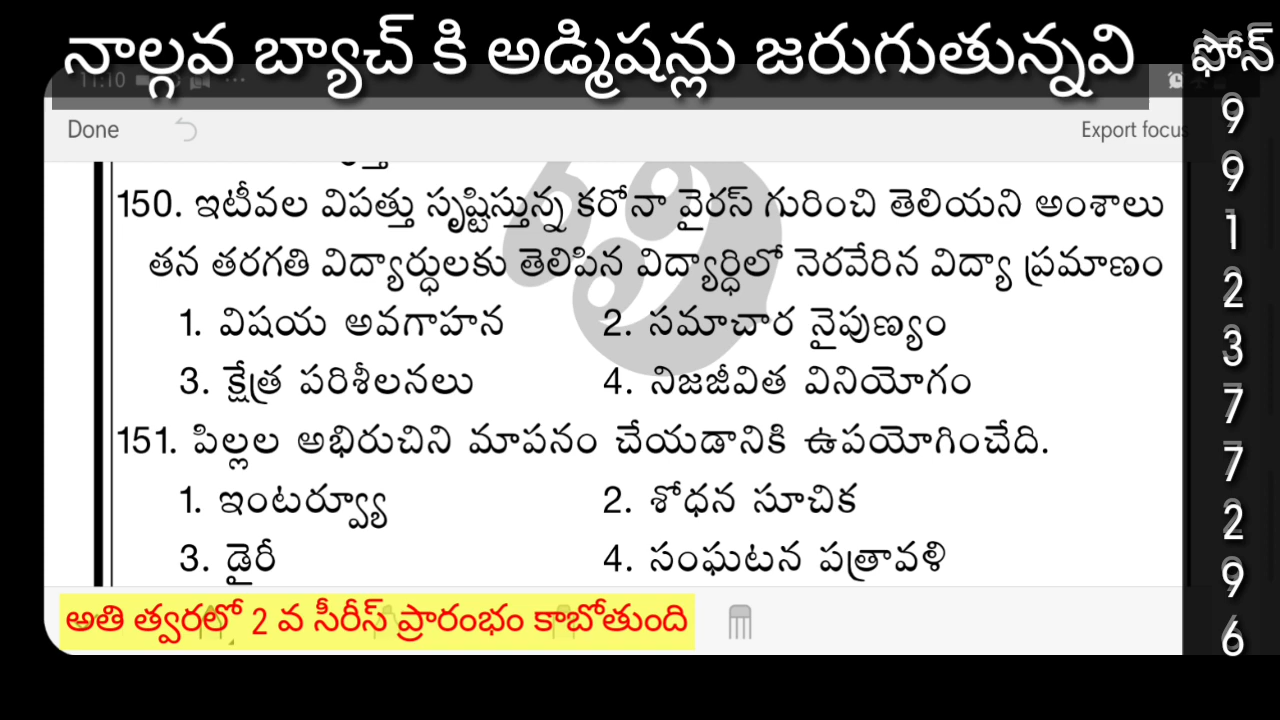 నాల్గవ బ్యాచ్ కి అడ్మిషన్లు జరుగుతున్నవి
ఫోన్
9
9
1
2
3
7
7
2
9
6
11:10
Done
Export focus
150. ఇటీవల విపత్తు సృష్టిస్తున్న కరోనా వైరస్ గురించి తెలియని అంశాలు
తన తరగతి విద్యార్థులకు తెలిపిన విద్యార్థిలో నెరవేరిన విద్యా ప్రమాణం
1. విషయ అవగాహన 2. సమాచార నైపుణ్యం
3. క్షేత్ర పరిశీలనలు 4. నిజజీవిత వినియోగం
151. పిల్లల అభిరుచిని మాపనం చేయడానికి ఉపయోగించేది.
1. ఇంటర్వ్యూ 2. శోధన సూచిక
3. డైరీ 4. సంఘటన పత్రావళి
అతి త్వరలో 2 వ సీరీస్ ప్రారంభం కాబోతుంది